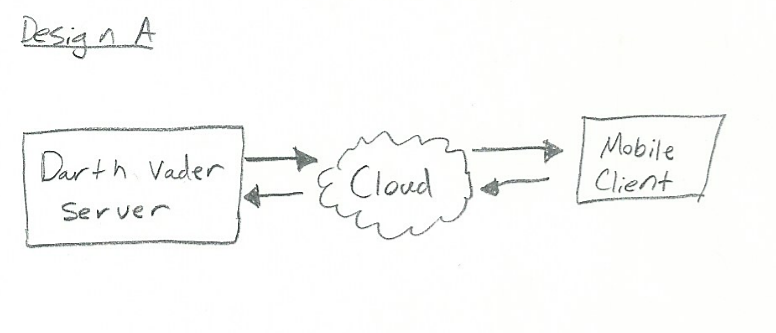 Design A
Darth Vader
Server
Cloud
Mobile
Client